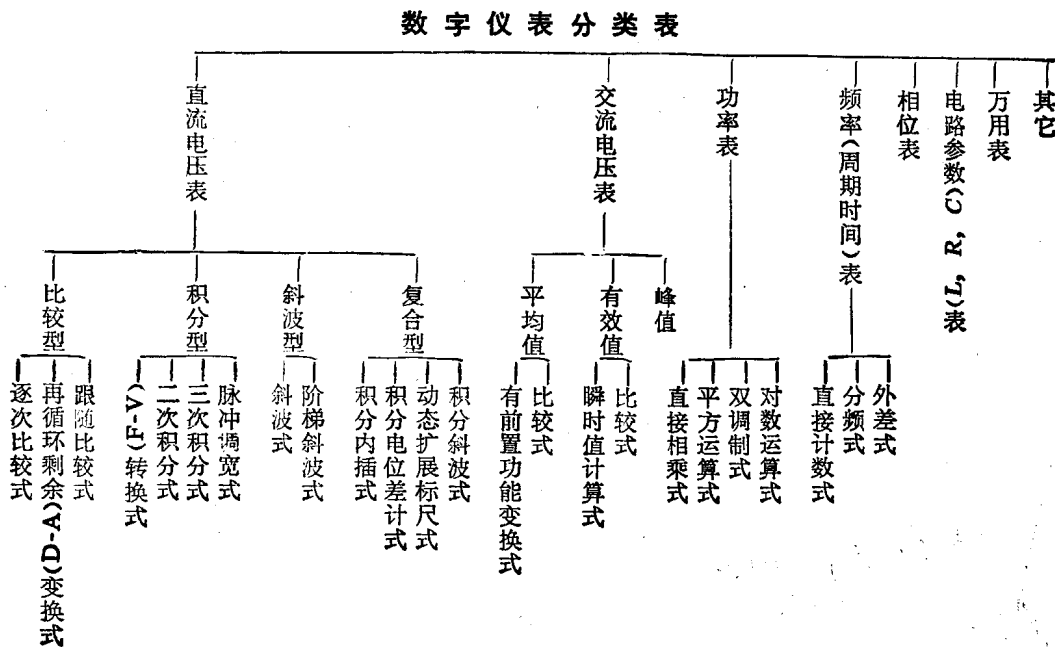 数字仪表分类表
直流电压表
交流电压表
功率表
频率(周期时间)表
相位表
电路参数(L, R, C)表
万用表
其它
比较型
积分型
斜波型
复合型
平均值
有效值
峰值
逐次比较式
再循环剩余(D-A)变换式
跟随比较式
(F-V)转换式
二次积分式
三次积分式
脉冲调宽式
斜波式
阶梯斜波式
积分内插式
积分电位差计式
动态扩展标尺式
积分斜波式
有前置功能变换式
比较式
瞬时值计算式
比较式
直接相乘式
平方运算式
双调制式
对数运算式
直接计数式
分频式
外差式